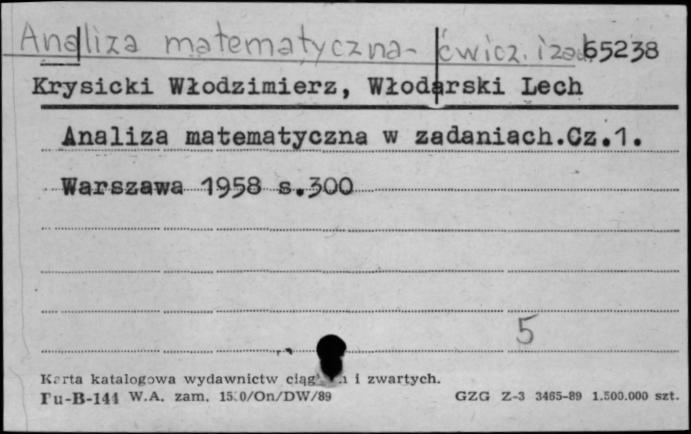 Analiza matematyczna - ćwicz. i zad. 65238
Krysicki Włodzimierz, Włodarski Lech
Analiza matematyczna w zadaniach.Cz.1.
Warszawa 1958 s.300
5
Karta katalogowa wydawnictw i zwartych.
Pu-B-144 W.A. zam. /On/DW/89 GZG Z-3 3465-89 1.500.000 szt.